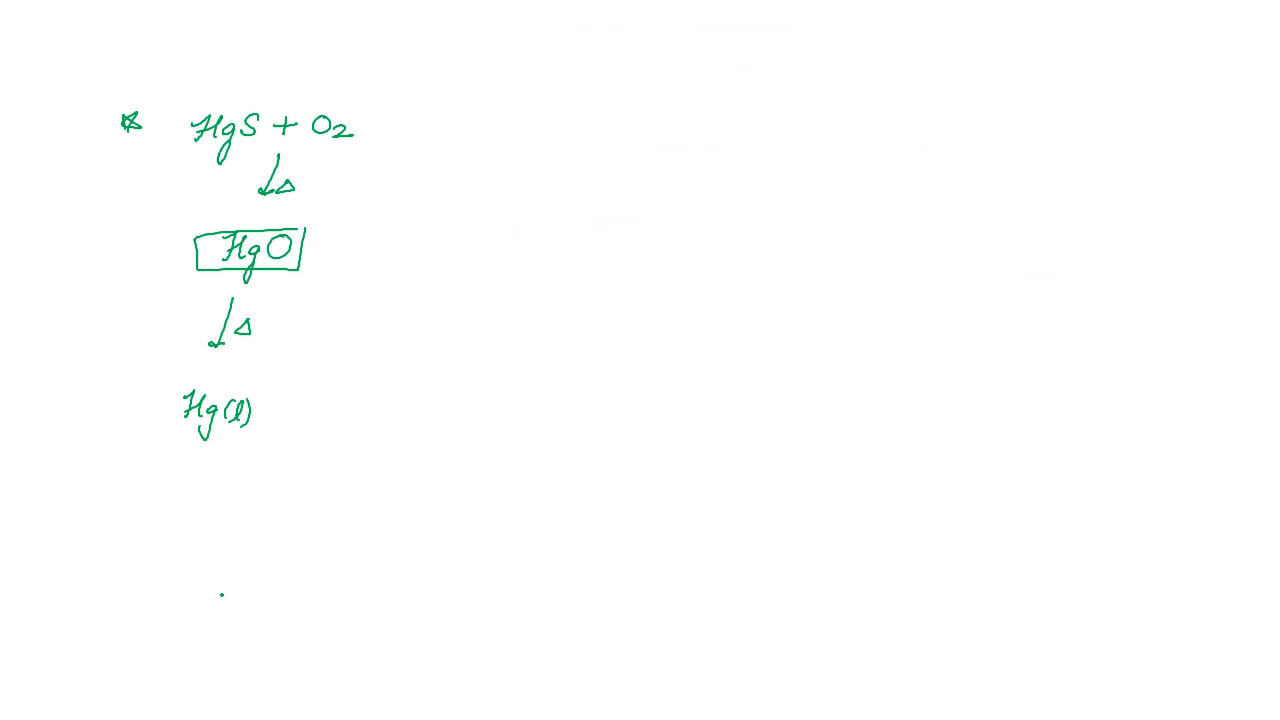 * HgS + O2
↓Δ
HgO
↓Δ
Hg(l)